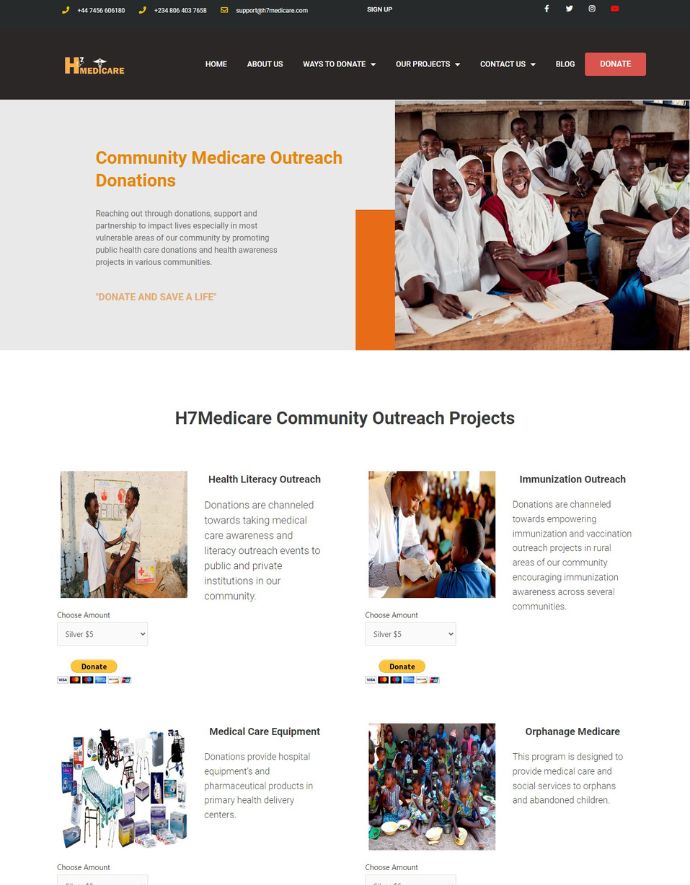 +44 7456 606180
+234 806 403 7658
support@h7medicare.com
SIGN UP
H7
MEDICARE
HOME
ABOUT US
WAYS TO DONATE
OUR PROJECTS
CONTACT US
BLOG
DONATE
Community Medicare Outreach
Donations
Reaching out through donations, support and
partnership to impact lives especially in most
vulnerable areas of our community by promoting
public health care donations and health awareness
projects in various communities.
"DONATE AND SAVE A LIFE"
H7Medicare Community Outreach Projects
Health Literacy Outreach
Donations are channeled
towards taking medical
care awareness and
literacy outreach events to
public and private
institutions in our
community.
Choose Amount
Silver $5
Donate
VISA
Immunization Outreach
Donations are channeled
towards empowering
immunization and vaccination
outreach projects in rural
areas of our community
encouraging immunization
awareness across several
communities.
Choose Amount
Silver $5
Donate
VISA
Medical Care Equipment
Donations provide hospital
equipment's and
pharmaceutical products in
primary health delivery
centers.
Choose Amount
Silver $5
Orphanage Medicare
This program is designed to
provide medical care and
social services to orphans
and abandoned children.
Choose Amount
Silver $5